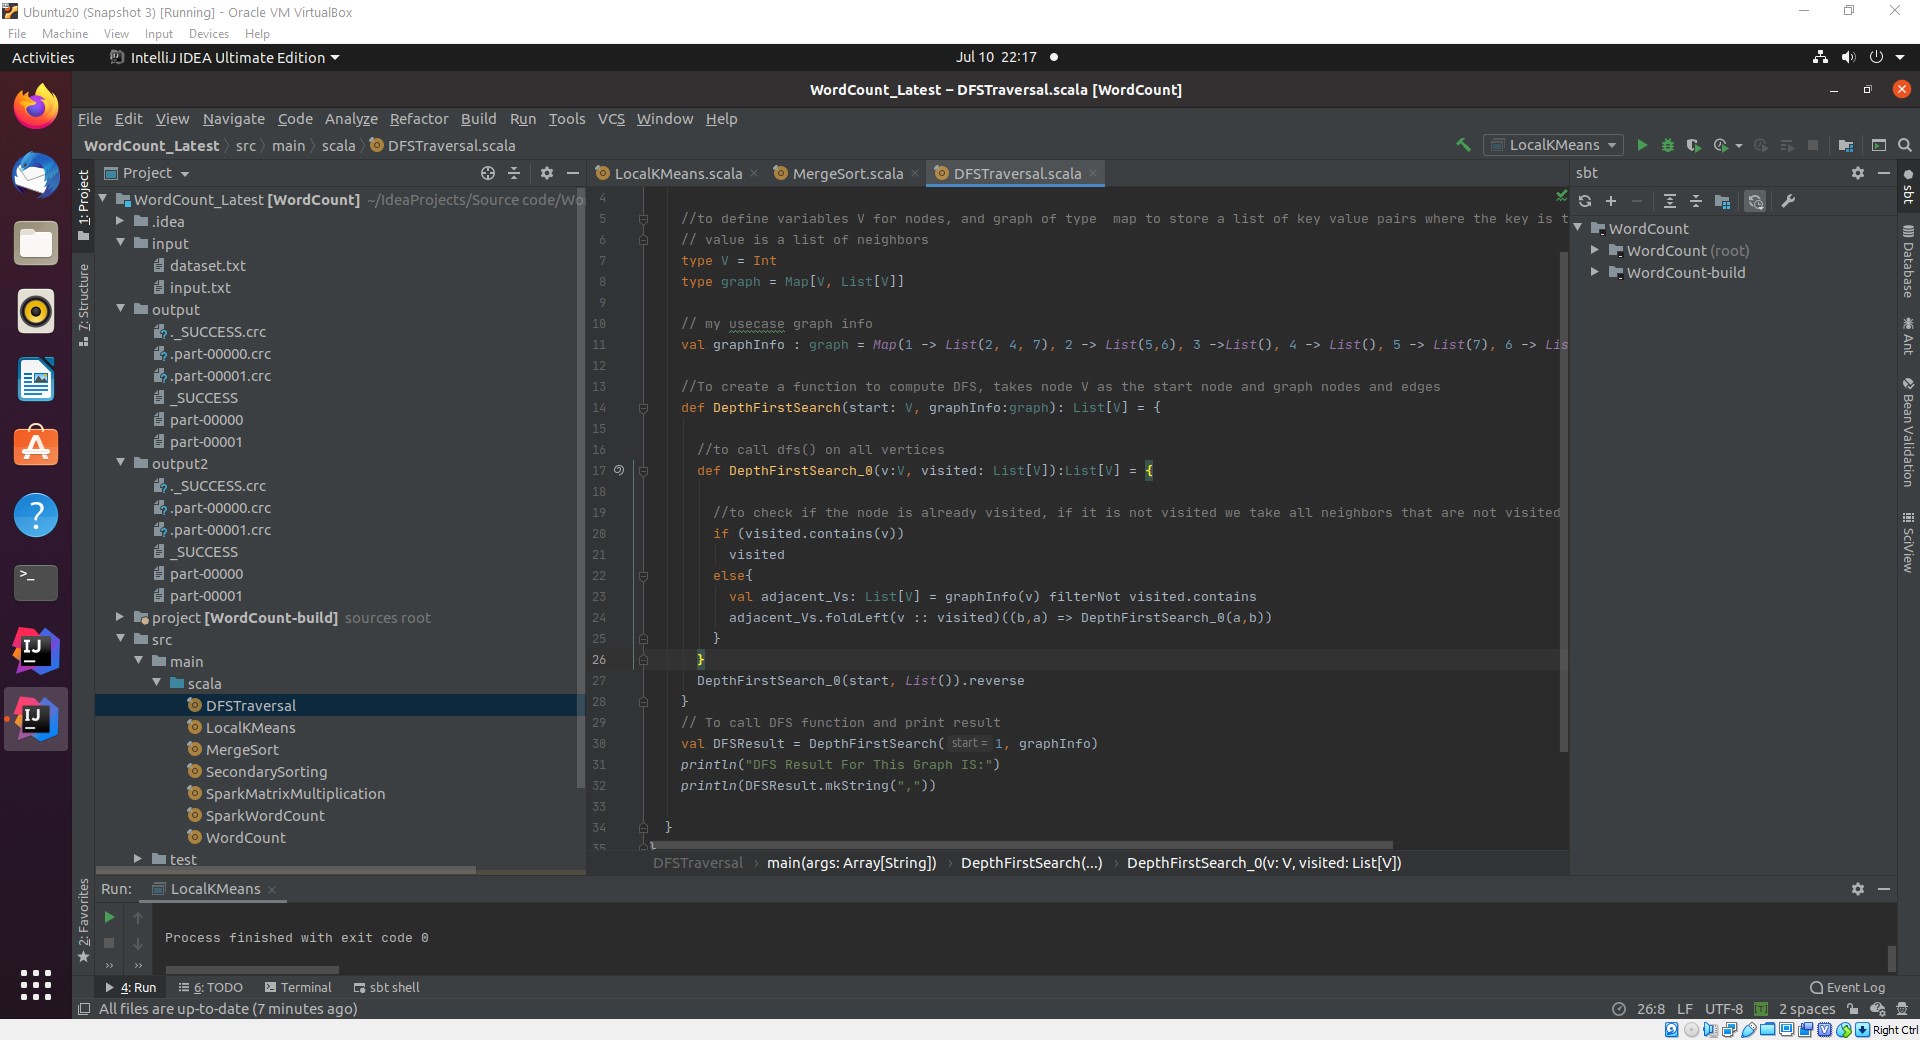 Ubuntu20 (Snapshot 3) [Running] - Oracle VM VirtualBox
File Machine View Input Devices Help
Activities IntelliJ IDEA Ultimate Edition Jul 10 22:17
WordCount_Latest – DFSTraversal.scala [WordCount]
File Edit View Navigate Code Analyze Refactor Build Run Tools VCS Window Help
WordCount_Latest src main scala DFSTraversal.scala LocalKMeans
1: Project
7: Structure
2: Favorites
Project
WordCount_Latest [WordCount] ~/IdeaProjects/Source code/Wo
.idea
input
dataset.txt
input.txt
output
._SUCCESS.crc
.part-00000.crc
.part-00001.crc
_SUCCESS
part-00000
part-00001
output2
._SUCCESS.crc
.part-00000.crc
.part-00001.crc
_SUCCESS
part-00000
part-00001
project [WordCount-build] sources root
src
main
scala
DFSTraversal
LocalKMeans
MergeSort
SecondarySorting
SparkMatrixMultiplication
SparkWordCount
WordCount
test
LocalKMeans.scala MergeSort.scala DFSTraversal.scala
4
5 //to define variables V for nodes, and graph of type  map to store a list of key value pairs where the key is t
6 // value is a list of neighbors
7 type V = Int
8 type graph = Map[V, List[V]]
9
10 // my usecase graph info
11 val graphInfo : graph = Map(1 -> List(2, 4, 7), 2 -> List(5,6), 3 ->List(), 4 -> List(), 5 -> List(7), 6 -> Lis
12
13 //To create a function to compute DFS, takes node V as the start node and graph nodes and edges
14 def DepthFirstSearch(start: V, graphInfo:graph): List[V] = {
15
16 //to call dfs() on all vertices
17 def DepthFirstSearch_0(v:V, visited: List[V]):List[V] = {
18
19 //to check if the node is already visited, if it is not visited we take all neighbors that are not visited
20 if (visited.contains(v))
21 visited
22 else{
23 val adjacent_Vs: List[V] = graphInfo(v) filterNot visited.contains
24 adjacent_Vs.foldLeft(v :: visited)((b,a) => DepthFirstSearch_0(a,b))
25 }
26 }
27 DepthFirstSearch_0(start, List()).reverse
28 }
29 // To call DFS function and print result
30 val DFSResult = DepthFirstSearch( start = 1, graphInfo)
31 println("DFS Result For This Graph IS:")
32 println(DFSResult.mkString(","))
33
34 }
35 }
DFSTraversal main(args: Array[String]) DepthFirstSearch(...) DepthFirstSearch_0(v: V, visited: List[V])
sbt
WordCount
WordCount (root)
WordCount-build
sbt
Database
Ant
Bean Validation
SciView
Run: LocalKMeans
Process finished with exit code 0
4: Run 6: TODO Terminal sbt shell Event Log
All files are up-to-date (7 minutes ago) 26:8 LF UTF-8 2 spaces
Right Ctrl